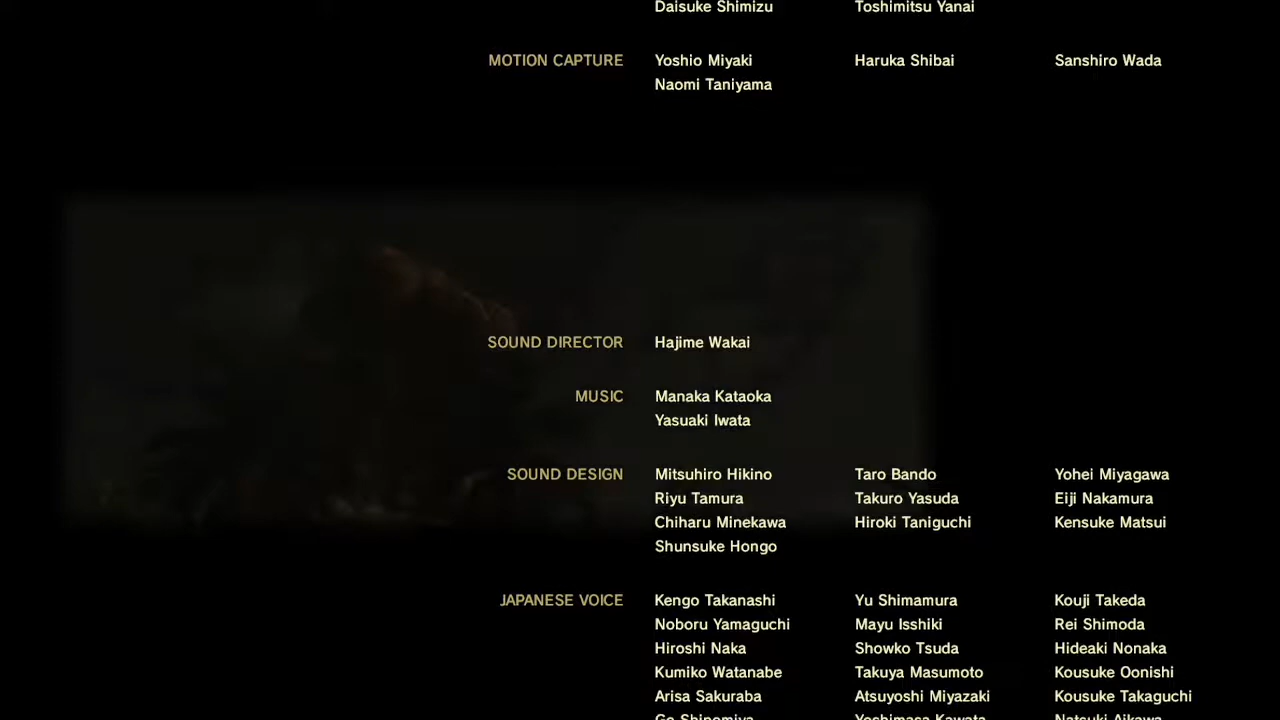 Daisuke Shimizu Toshimitsu Yanai
MOTION CAPTURE Yoshio Miyaki Haruka Shibai Sanshiro Wada
Naomi Taniyama
SOUND DIRECTOR Hajime Wakai
MUSIC Manaka Kataoka
Yasuaki Iwata
SOUND DESIGN Mitsuhiro Hikino Taro Bando Yohei Miyagawa
Riyu Tamura Takuro Yasuda Eiji Nakamura
Chiharu Minekawa Hiroki Taniguchi Kensuke Matsui
Shunsuke Hongo
JAPANESE VOICE Kengo Takanashi Yu Shimamura Kouji Takeda
Noboru Yamaguchi Mayu Isshiki Rei Shimoda
Hiroshi Naka Showko Tsuda Hideaki Nonaka
Kumiko Watanabe Takuya Masumoto Kousuke Oonishi
Arisa Sakuraba Atsuyoshi Miyazaki Kousuke Takaguchi